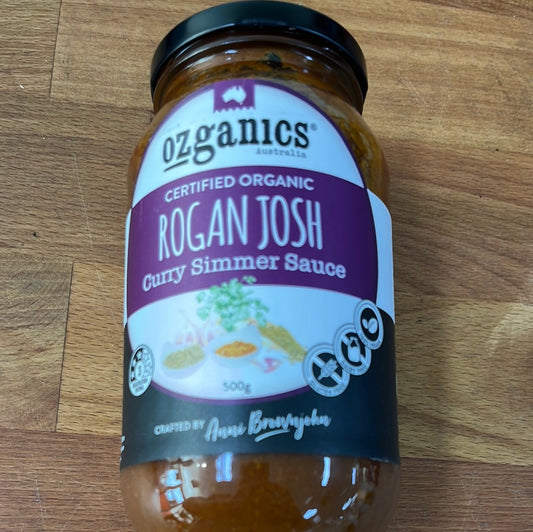 ozganics®
Australia
CERTIFIED ORGANIC
ROGAN JOSH
Curry Simmer Sauce
500g
CRAFTED BY Anni Brownjohn